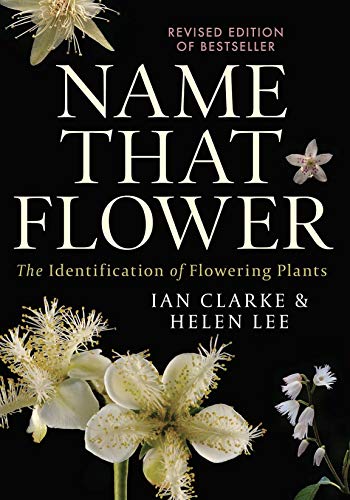 REVISED EDITION
OF BESTSELLER
NAME
THAT
FLOWER
The Identification of Flowering Plants
IAN CLARKE &
HELEN LEE